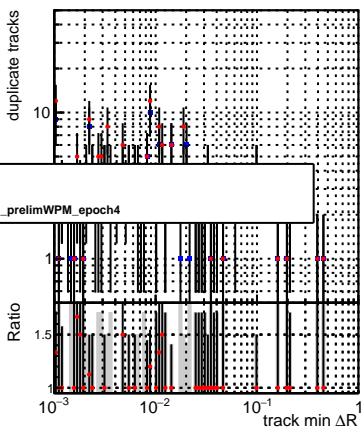 duplicate tracks
10
_prelimWPM_epoch4
1
Ratio
1.5
1
10⁻³ 10⁻² 10⁻¹ 1
track min ΔR